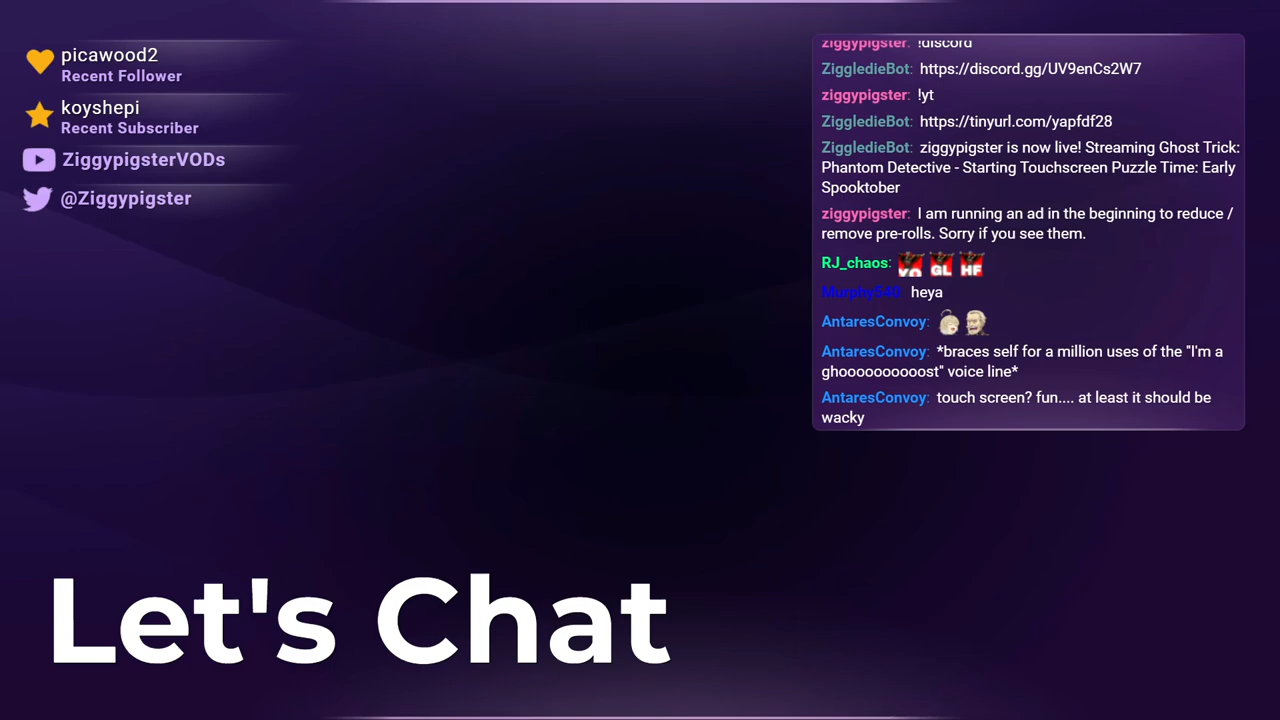 picawood2
Recent Follower
koyshepi
Recent Subscriber
ZiggypigsterVODs
@Ziggypigster
ziggypigster: !discord
ZiggledieBot: https://discord.gg/UV9enCs2W7
ziggypigster: !yt
ZiggledieBot: https://tinyurl.com/yapfdf28
ZiggledieBot: ziggypigster is now live! Streaming Ghost Trick:
Phantom Detective - Starting Touchscreen Puzzle Time: Early
Spooktober
ziggypigster: I am running an ad in the beginning to reduce /
remove pre-rolls. Sorry if you see them.
RJ_chaos: YO GL HF
Murphy540: heya
AntaresConvoy:
AntaresConvoy: *braces self for a million uses of the "I'm a
ghoooooooooost" voice line*
AntaresConvoy: touch screen? fun.... at least it should be
wacky
Let's Chat